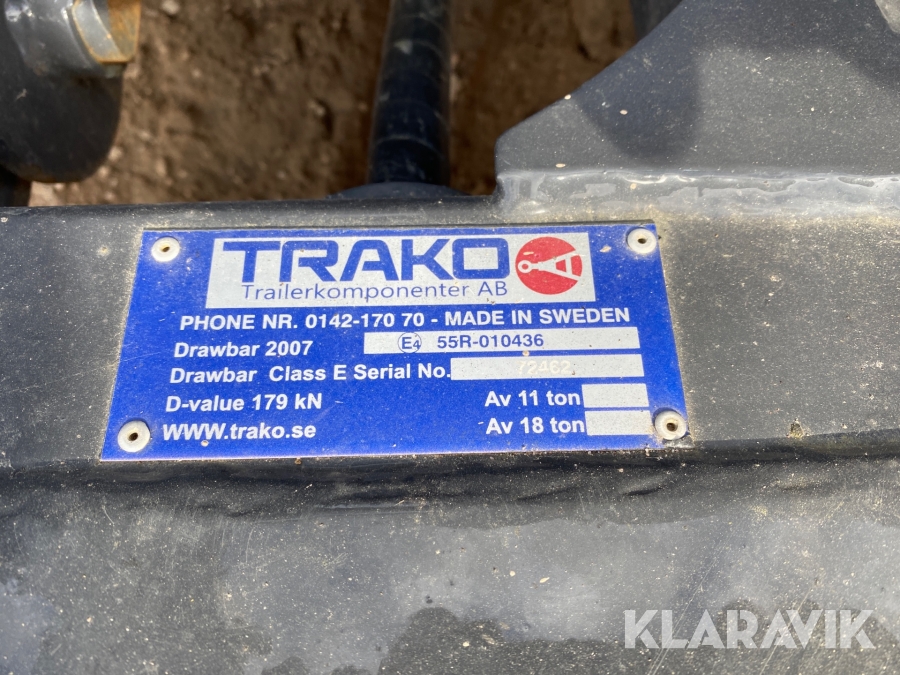 TRAKO
Trailerkomponenter AB
PHONE NR. 0142-170 70 - MADE IN SWEDEN
Drawbar 2007 E4 55R-010436
Drawbar Class E Serial No. 72462
D-value 179 kN Av 11 ton
WWW.trako.se Av 18 ton
KLARAVIK